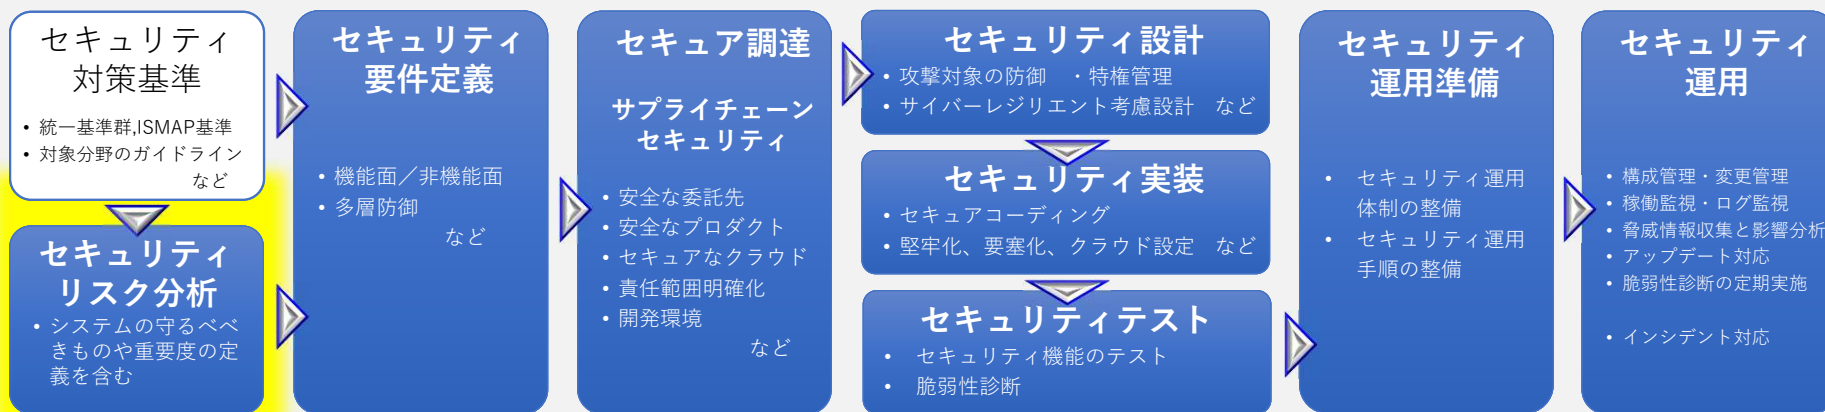 セキュリティ
対策基準
• 統一基準群,ISMAP基準
• 対象分野のガイドライン
など
セキュリティ
リスク分析
• システムの守るべべ
きものや重要度の定
義を含む
セキュリティ
要件定義
• 機能面／非機能面
• 多層防御
など
セキュア調達
サプライチェーン
セキュリティ
• 安全な委託先
• 安全なプロダクト
• セキュアなクラウド
• 責任範囲明確化
• 開発環境
など
セキュリティ設計
• 攻撃対象の防御　・特権管理
• サイバーレジリエント考慮設計　など
セキュリティ実装
• セキュアコーディング
• 堅牢化、要塞化、クラウド設定　など
セキュリティテスト
• セキュリティ機能のテスト
• 脆弱性診断
セキュリティ
運用準備
• セキュリティ運用
体制の整備
• セキュリティ運用
手順の整備
セキュリティ
運用
• 構成管理・変更管理
• 稼働監視・ログ監視
• 脅威情報収集と影響分析
• アップデート対応
• 脆弱性診断の定期実施
• インシデント対応